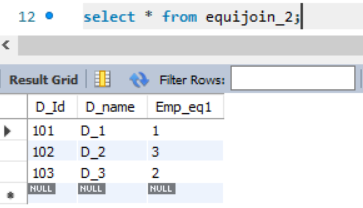 12 select * from equijoin_2;
Result Grid Filter Rows:
D_Id D_name Emp_eq1
101 D_1 1
102 D_2 3
103 D_3 2
NULL NULL NULL